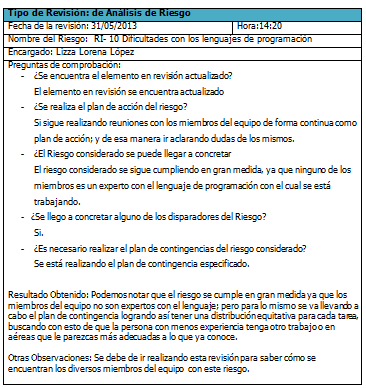 Tipo de Revisión: de Análisis de Riesgo
Fecha de la revisión: 31/05/2013 Hora:14:20
Nombre del Riesgo: RI- 10 Dificultades con los lenguajes de programación
Encargado: Lizza Lorena López
Preguntas de comprobación:
- ¿Se encuentra el elemento en revisión actualizado?
El elemento en revisión se encuentra actualizado
- ¿Se realiza el plan de acción del riesgo?
Si sigue realizando reuniones con los miembros del equipo de forma continua como
plan de acción; y de esa manera ir aclarando dudas de los mismos.
- ¿El Riesgo considerado se puede llegar a concretar
El riesgo considerado se sigue cumpliendo en gran medida, ya que ninguno de los
miembros es un experto con el lenguaje de programación con el cual se está
trabajando.
- ¿Se llego a concretar alguno de los disparadores del Riesgo?
Si.
- ¿Es necesario realizar el plan de contingencias del riesgo considerado?
Se está realizando el plan de contingencia especificado.
Resultado Obtenido: Podemos notar que el riesgo se cumple en gran medida ya que los
miembros del equipo no son expertos con el lenguaje; pero para lo mismo se va llevando a
cabo el plan de contingencia logrando así tener una distribución equitativa para cada tarea,
buscando con esto de que la persona con menos experiencia tenga otro trabajo o en
aéreas que le parezcas más adecuadas a lo que ya conoce.
Otras Observaciones: Se debe de ir realizando esta revisión para saber cómo se
encuentran los diversos miembros del equipo con este riesgo.